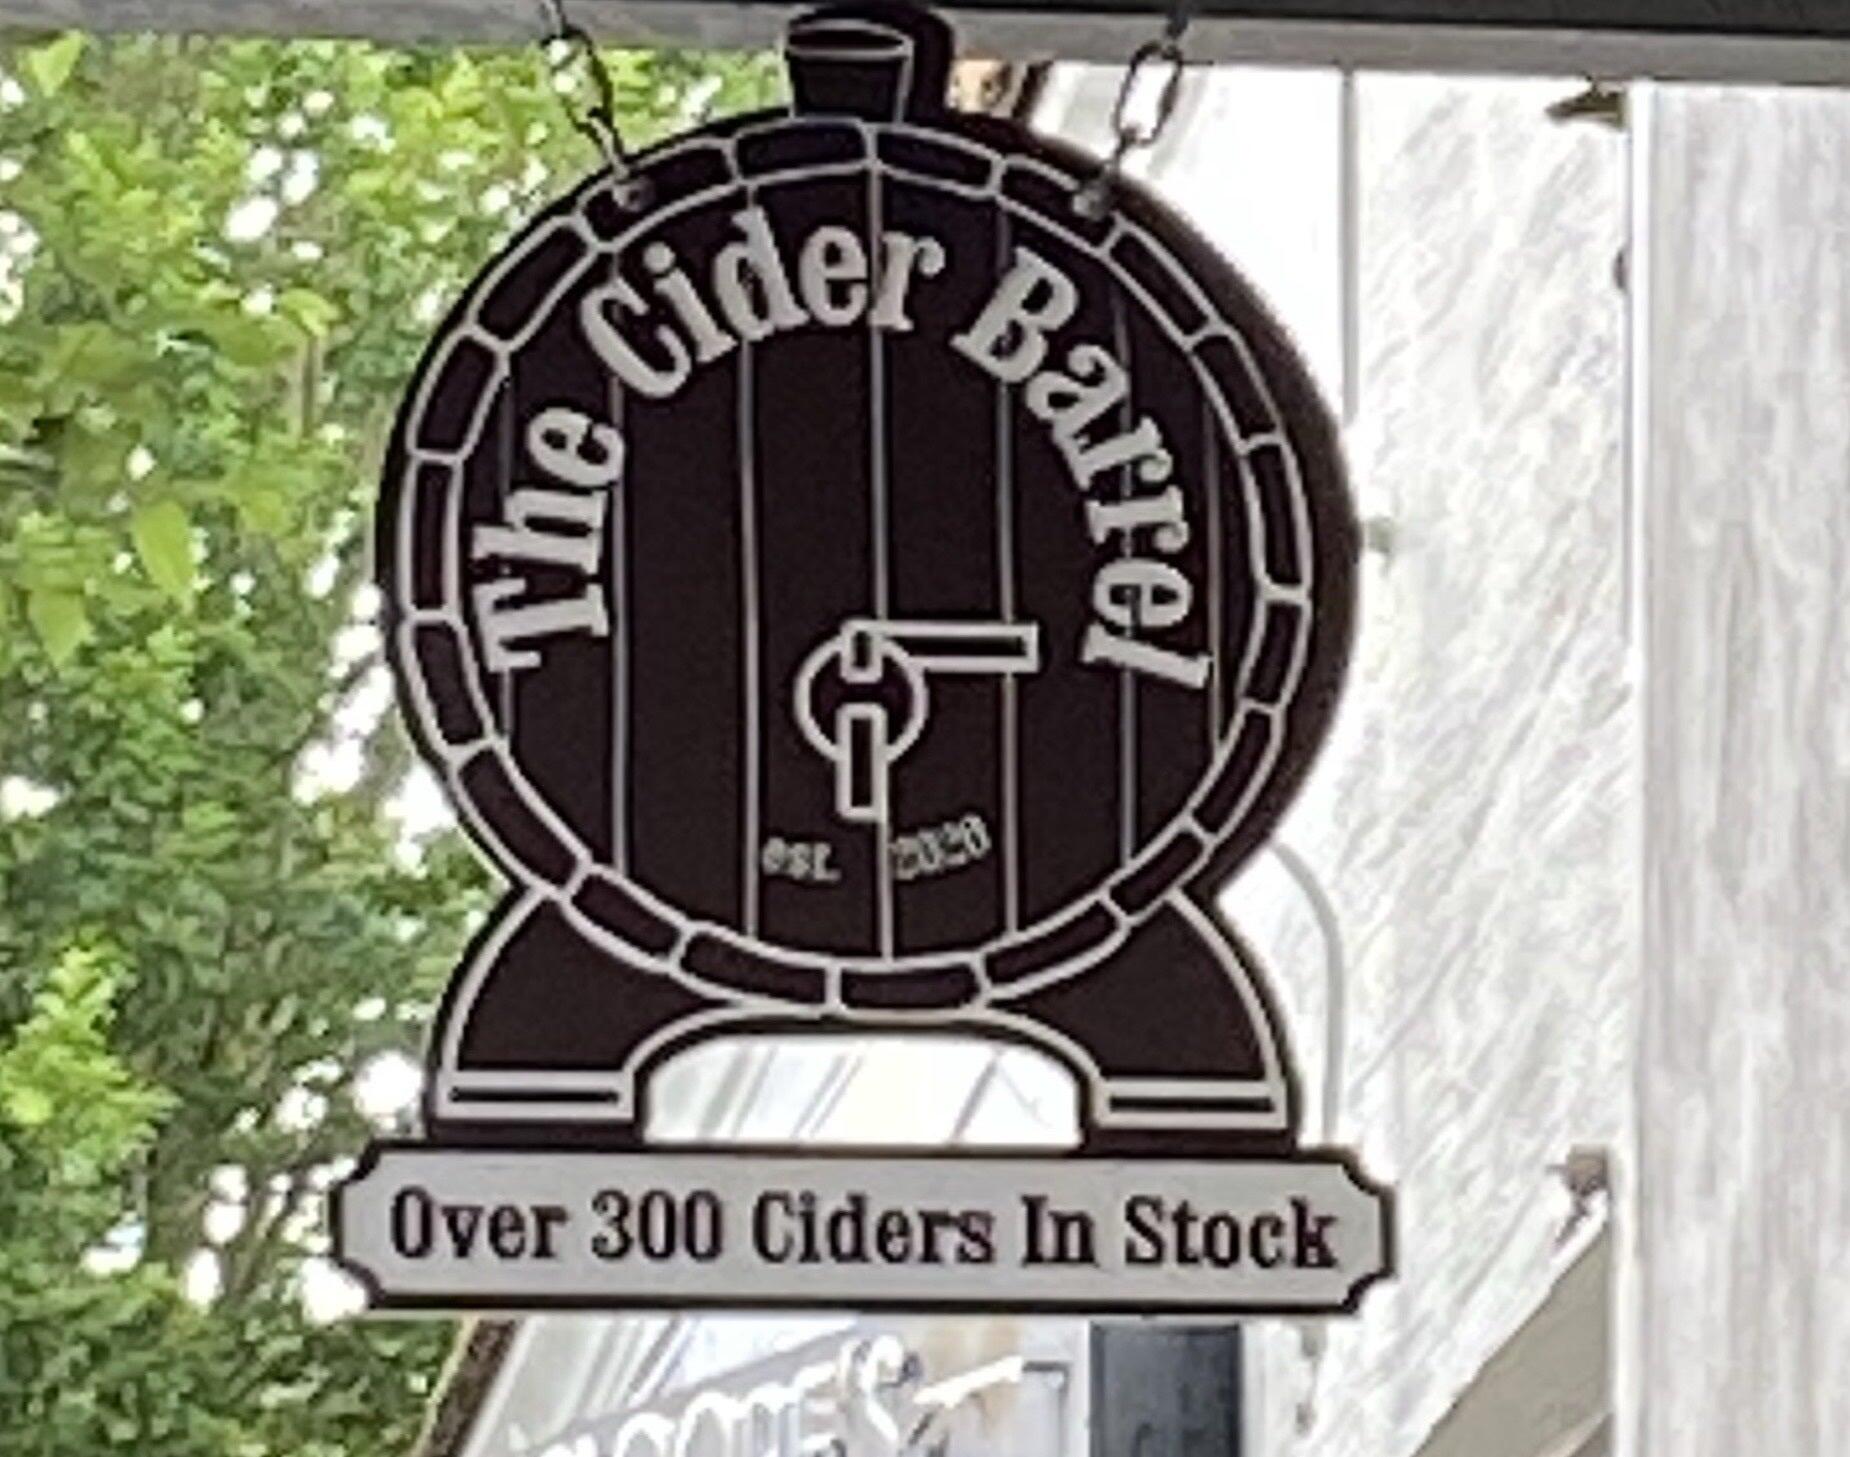 The Cider Barrel
est. 2020
Over 300 Ciders In Stock